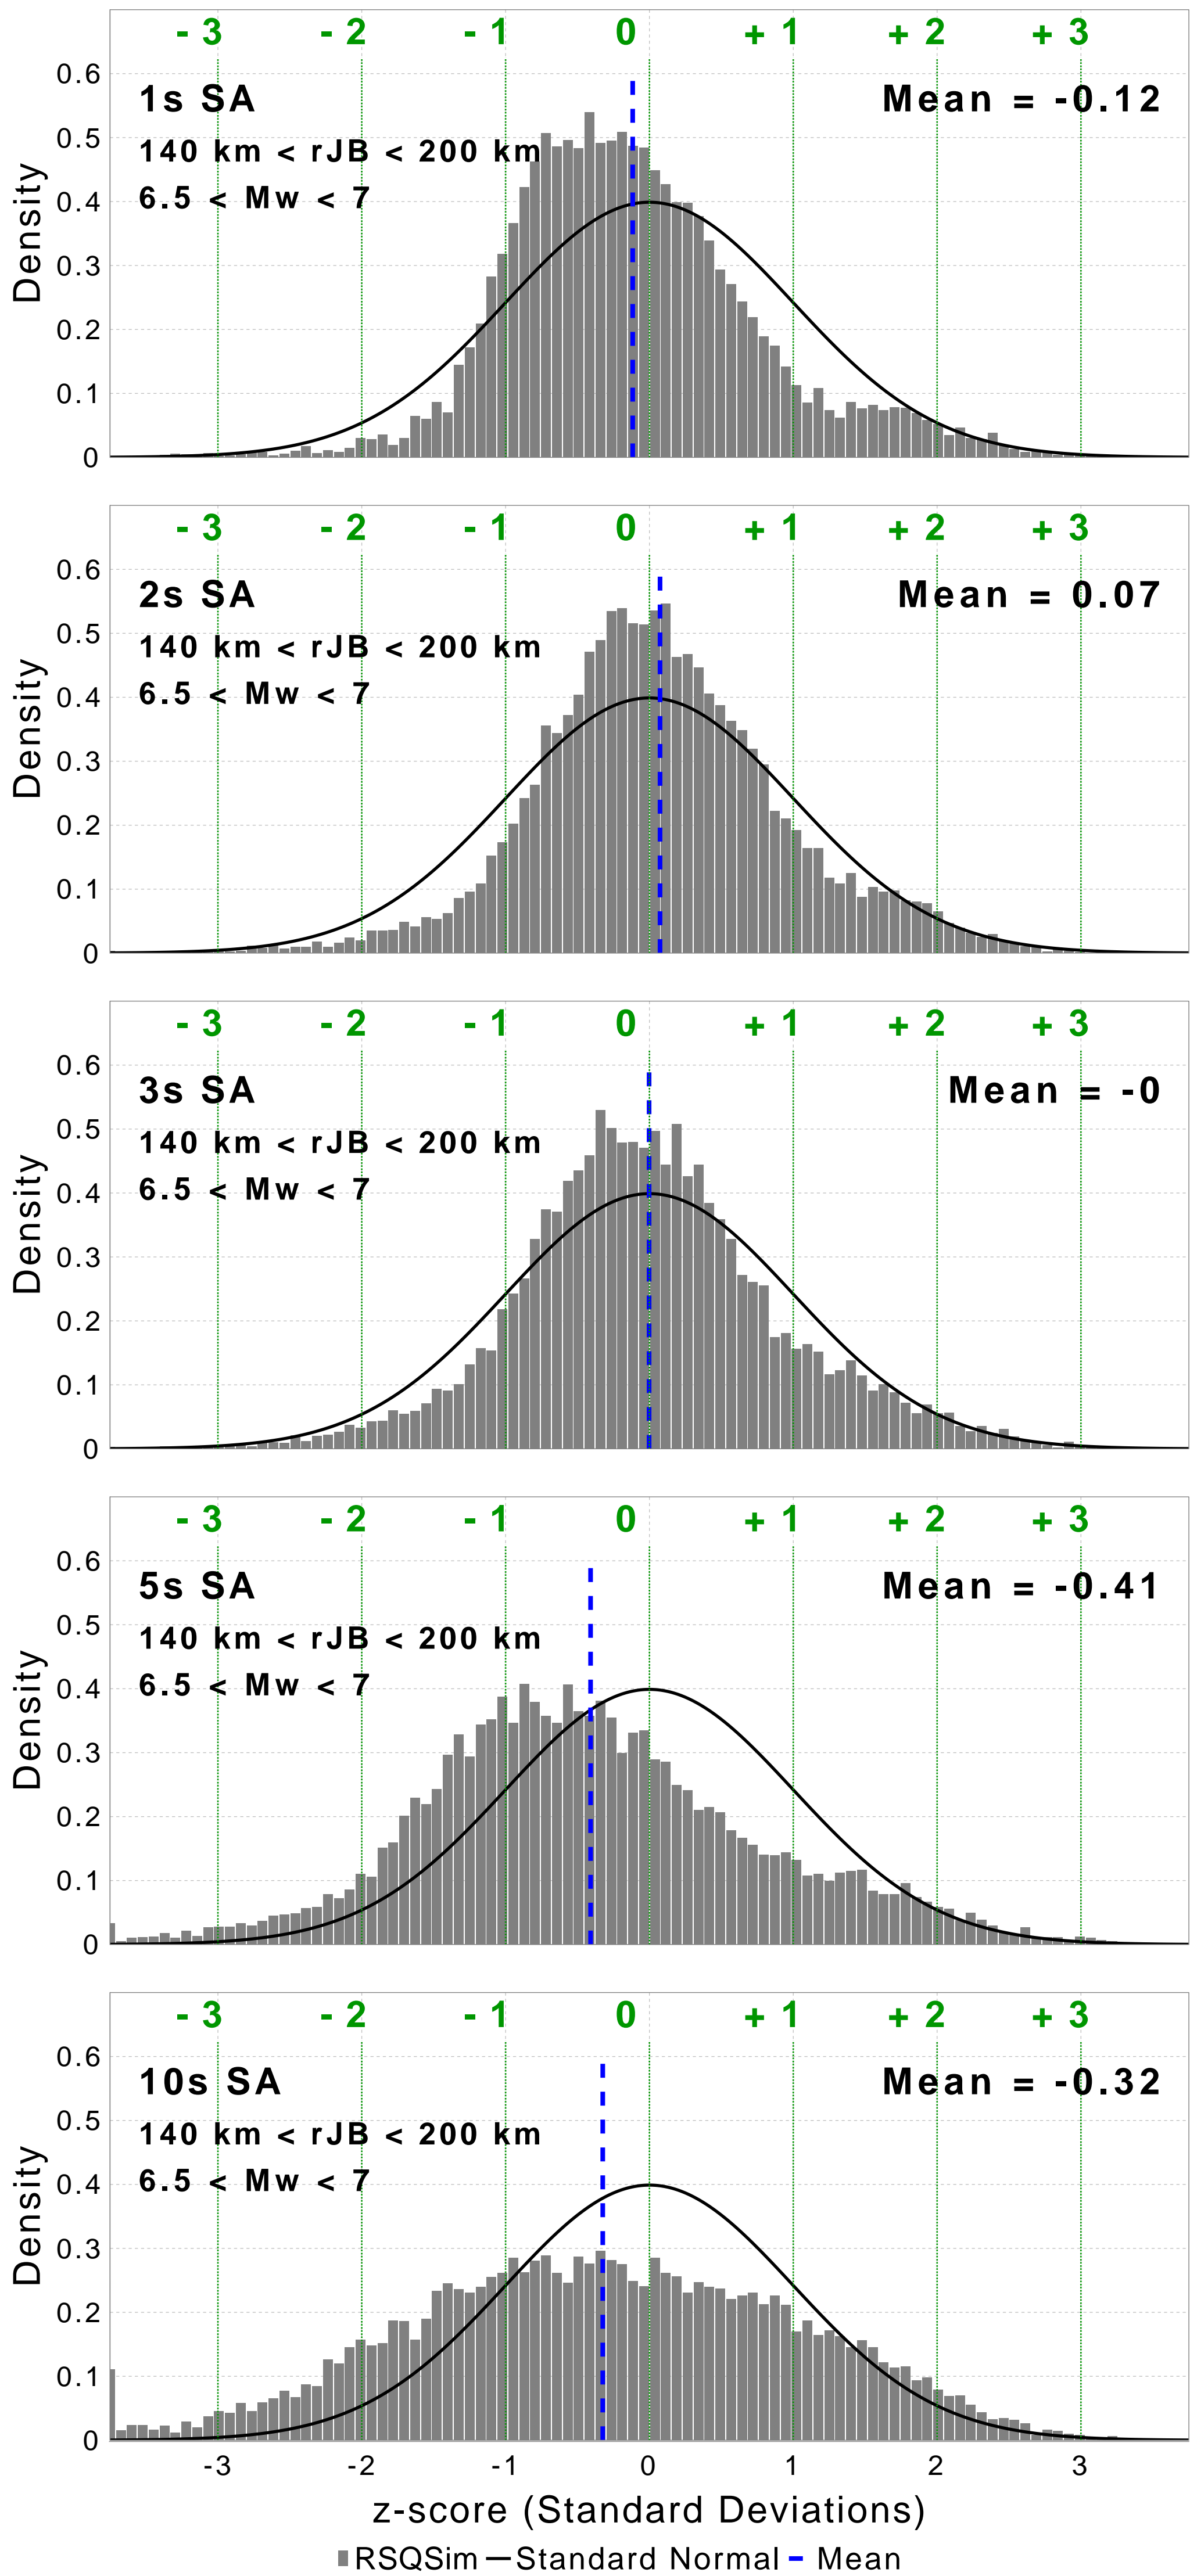 - 3 - 2 - 1 0 + 1 + 2 + 3
0.6
1s SA Mean = -0.12
0.5
140 km < rJB < 200 km
6.5 < Mw < 7
0.4
0.3
0.2
0.1
0
Density
- 3 - 2 - 1 0 + 1 + 2 + 3
0.6
2s SA Mean = 0.07
0.5
140 km < rJB < 200 km
6.5 < Mw < 7
0.4
0.3
0.2
0.1
0
Density
- 3 - 2 - 1 0 + 1 + 2 + 3
0.6
3s SA Mean = -0
0.5
140 km < rJB < 200 km
6.5 < Mw < 7
0.4
0.3
0.2
0.1
0
Density
- 3 - 2 - 1 0 + 1 + 2 + 3
0.6
5s SA Mean = -0.41
0.5
140 km < rJB < 200 km
6.5 < Mw < 7
0.4
0.3
0.2
0.1
0
Density
- 3 - 2 - 1 0 + 1 + 2 + 3
0.6
10s SA Mean = -0.32
0.5
140 km < rJB < 200 km
6.5 < Mw < 7
0.4
0.3
0.2
0.1
0
Density
-3 -2 -1 0 1 2 3
z-score (Standard Deviations)
RSQSim Standard Normal Mean